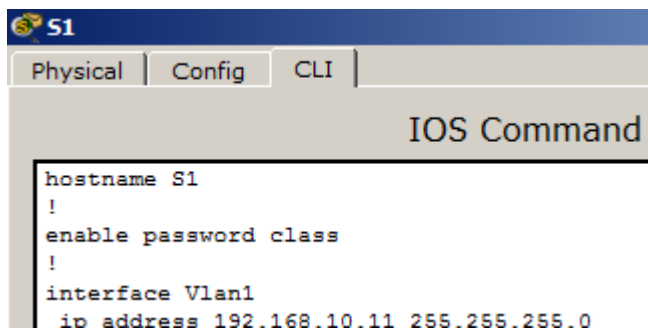 S1
Physical Config CLI
IOS Command
hostname S1
!
enable password class
!
interface Vlan1
ip address 192.168.10.11 255.255.255.0